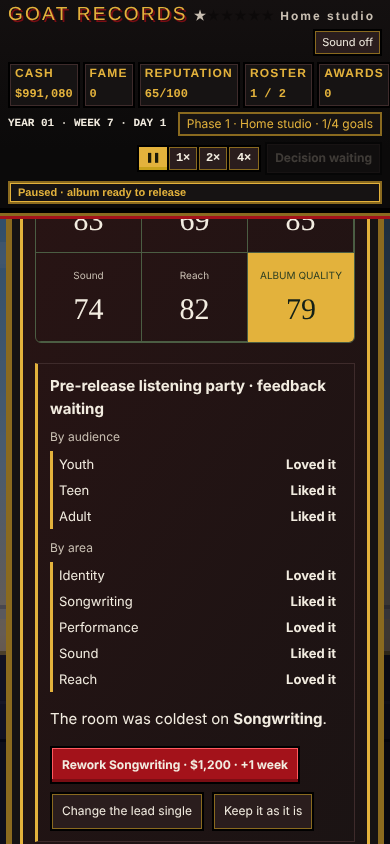 GOAT RECORDS ★ ★★★★★ Home studio
Sound off
CASH FAME REPUTATION ROSTER AWARDS
$991,080 0 65/100 1 / 2 0
YEAR 01 · WEEK 7 · DAY 1 Phase 1 · Home studio · 1/4 goals
1× 2× 4× Decision waiting
Paused · album ready to release
83 69 85
Sound Reach ALBUM QUALITY
74 82 79
Pre-release listening party · feedback
waiting
By audience
Youth Loved it
Teen Liked it
Adult Liked it
By area
Identity Loved it
Songwriting Liked it
Performance Loved it
Sound Liked it
Reach Loved it
The room was coldest on Songwriting.
Rework Songwriting · $1,200 · +1 week
Change the lead single Keep it as it is